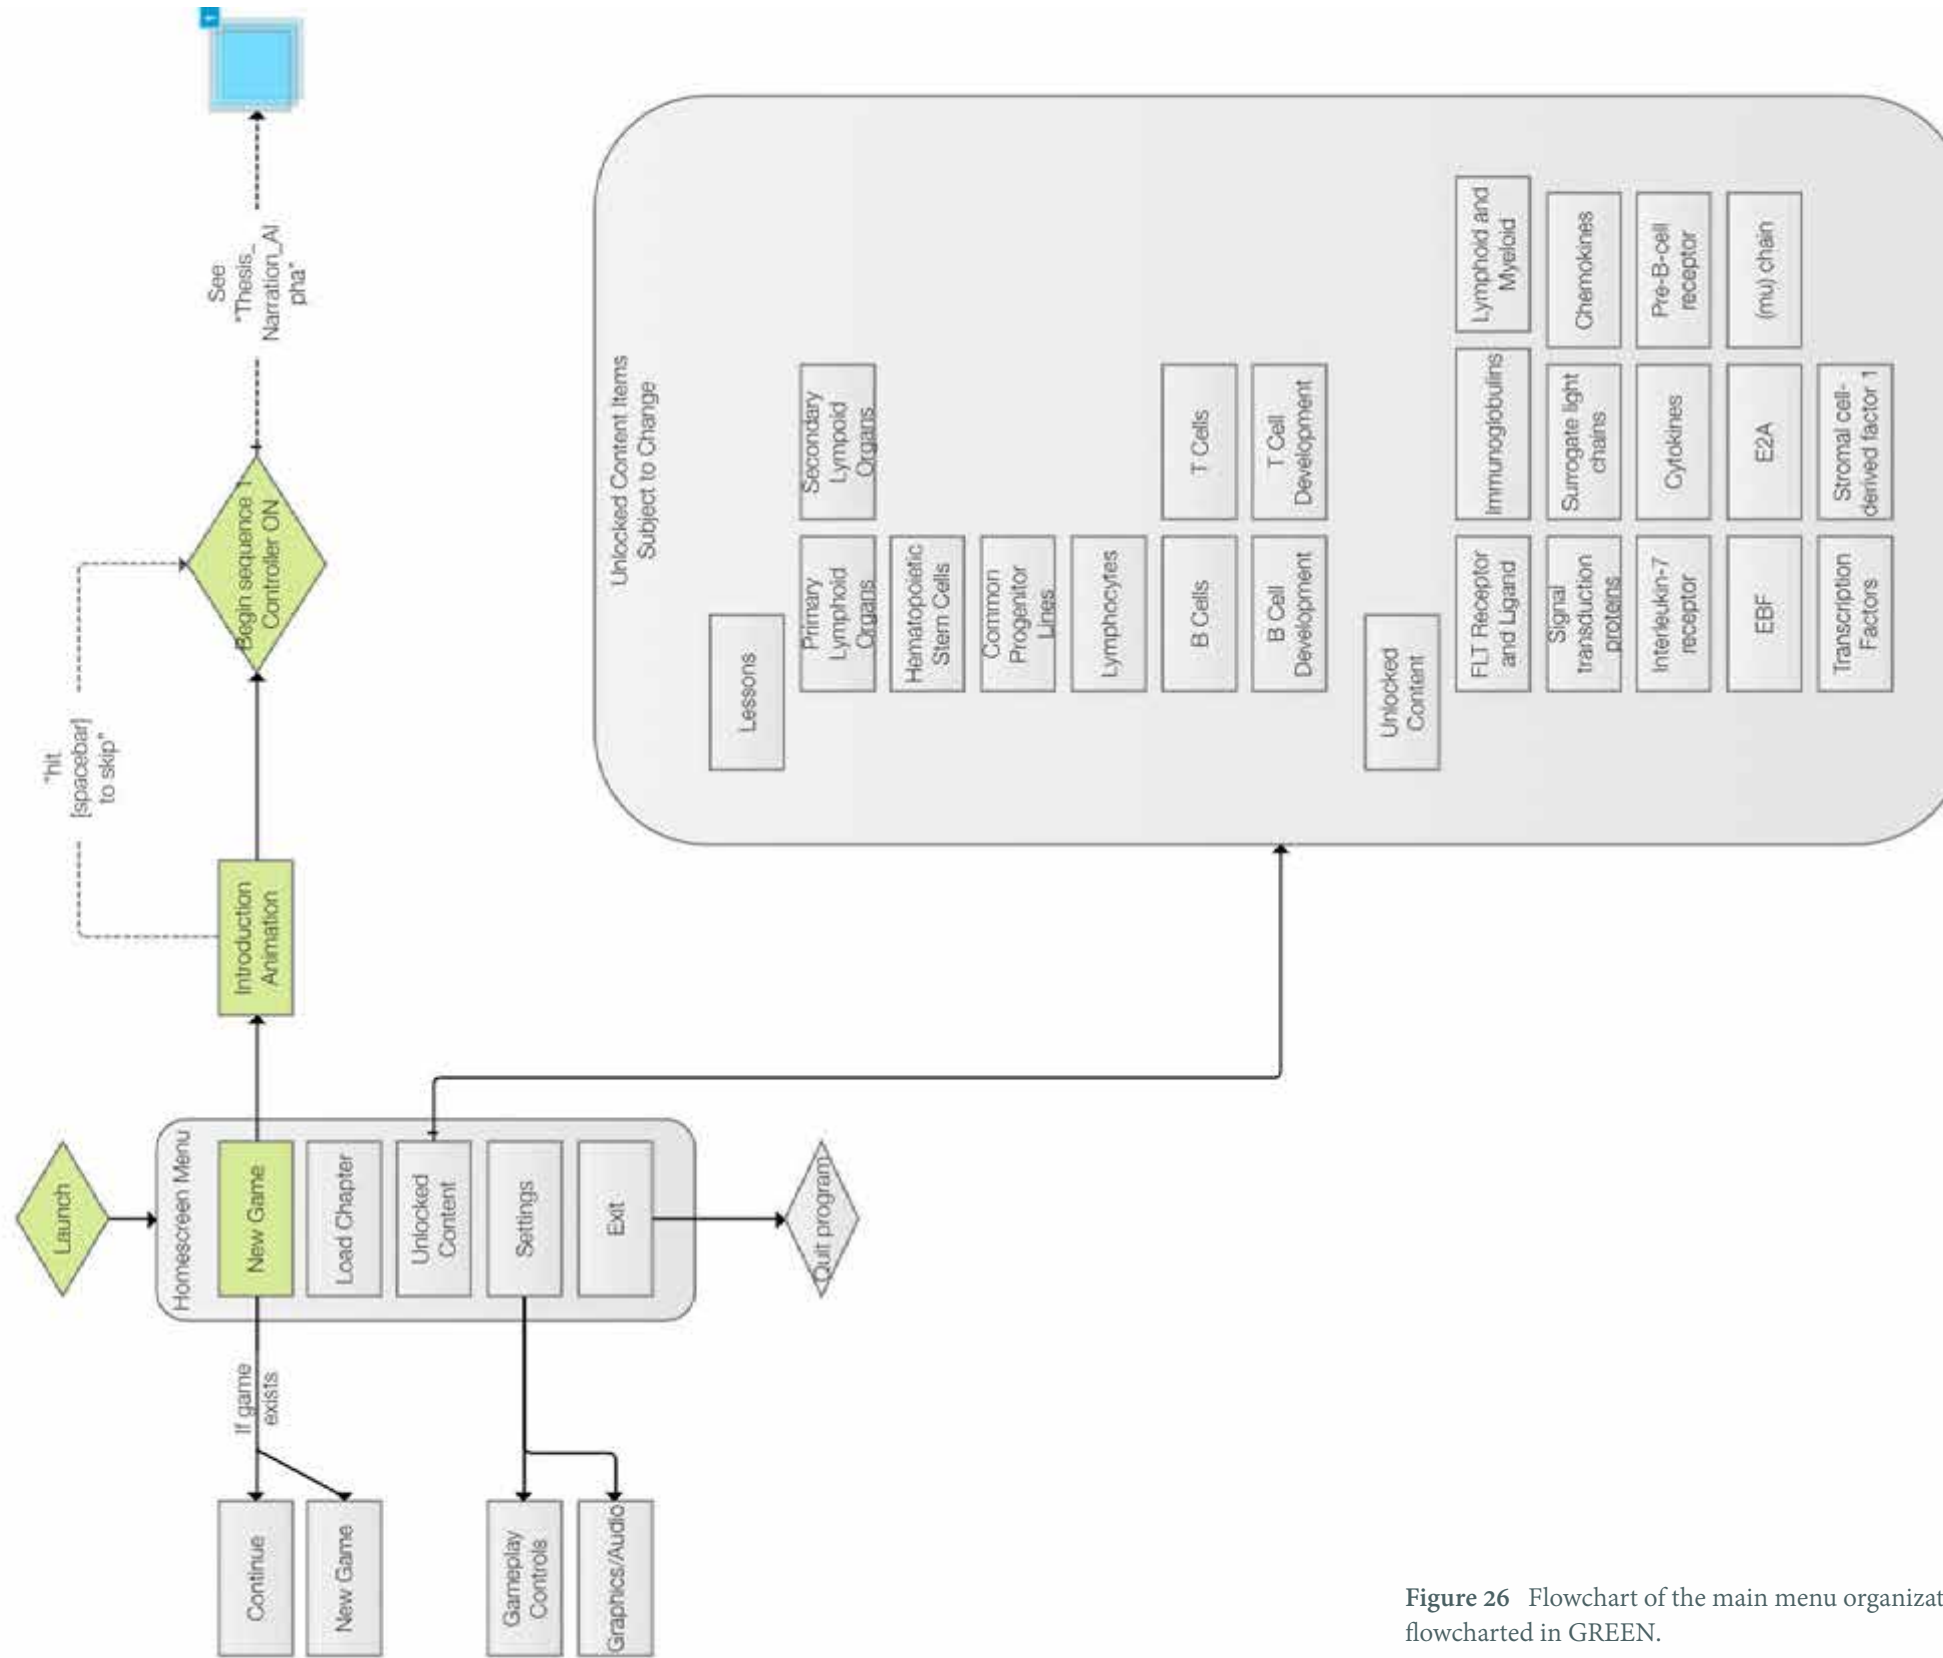 Launch
Homescreen Menu
New Game
Load Chapter
Unlocked
Content
Settings
Exit
Quit program
If game
exists
Continue
New Game
Gameplay
Controls
Graphics/Audio
Introduction
Animation
"hit
[spacebar]
to skip"
Begin sequence 1
Controller ON
See
"Thesis_
Narration_Al
pha"
Unlocked Content Items
Subject to Change
Lessons
Primary
Lymphoid
Organs
Secondary
Lympoid
Organs
Hematopoietic
Stem Cells
Common
Progenitor
Lines
Lymphocytes
B Cells
T Cells
B Cell
Development
T Cell
Development
Unlocked
Content
FLT Receptor
and Ligand
Immunoglobulins
Lymphoid and
Myeloid
Signal
transduction
proteins
Surrogate light
chains
Chemokines
Interleukin-7
receptor
Cytokines
Pre-B-cell
receptor
EBF
E2A
(mu) chain
Transcription
Factors
Stromal cell-
derived factor 1
Figure 26 Flowchart of the main menu organizat
flowcharted in GREEN.